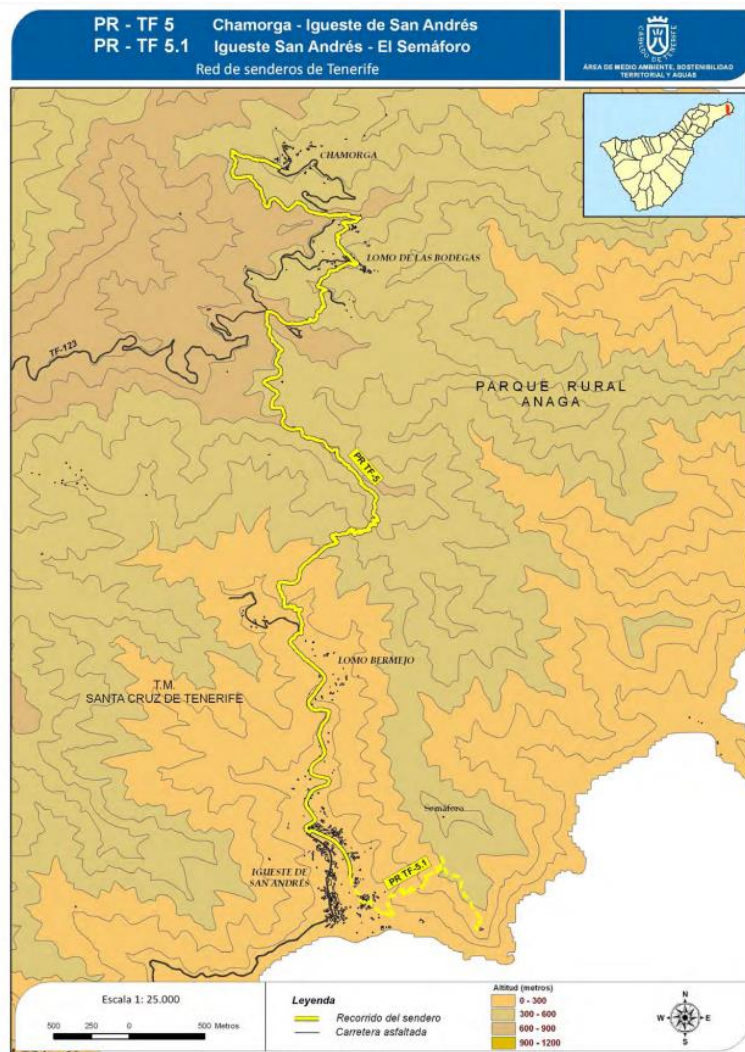 PR - TF 5 Chamorga - Igueste de San Andrés
PR - TF 5.1 Igueste San Andrés - El Semáforo
Red de senderos de Tenerife
CABILDO DE TENERIFE
ÁREA DE MEDIO AMBIENTE, SOSTENIBILIDAD
TERRITORIAL Y AGUAS
CHAMORGA
LOMO DE LAS BODEGAS
TF-123
PARQUE RURAL
ANAGA
PR TF-5
LOMO BERMEJO
T.M.
SANTA CRUZ DE TENERIFE
Semáforo
PR TF-5.1
IGUESTE DE
SAN ANDRÉS
Escala 1: 25.000
500 250 0 500 Metros
Leyenda
Recorrido del sendero
Carretera asfaltada
Altitud (metros)
0 - 300
300 - 600
600 - 900
900 - 1200
N
W E
S